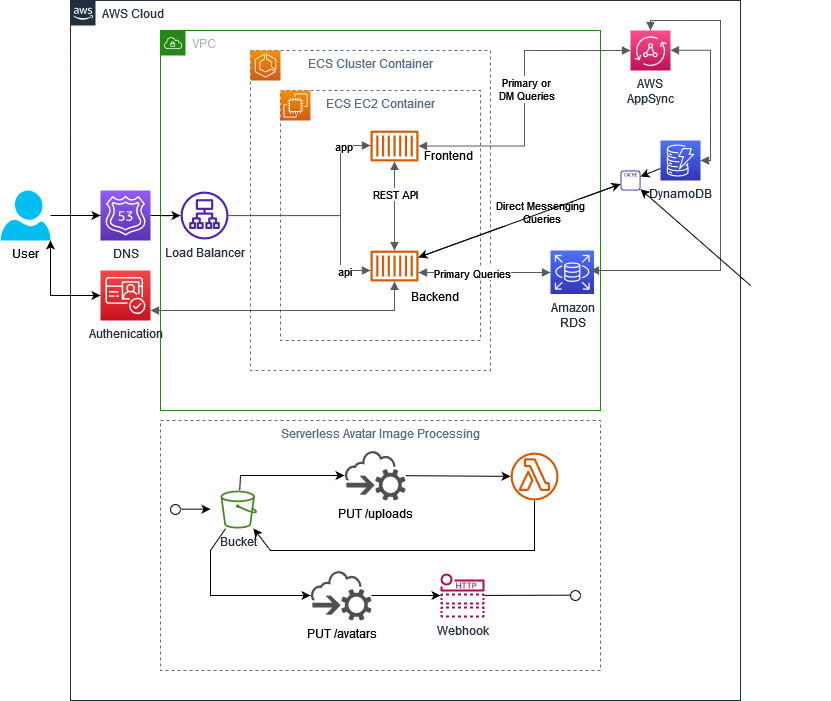 aws
AWS Cloud
VPC
ECS Cluster Container
ECS EC2 Container
Primary or
DM Queries
AWS
AppSync
app
Frontend
REST API
CACHE
DynamoDB
Direct Messenging
Queries
53
User
DNS
Load Balancer
api
Primary Queries
Backend
Amazon
RDS
Authenication
Serverless Avatar Image Processing
PUT /uploads
Bucket
HTTP
PUT /avatars
Webhook